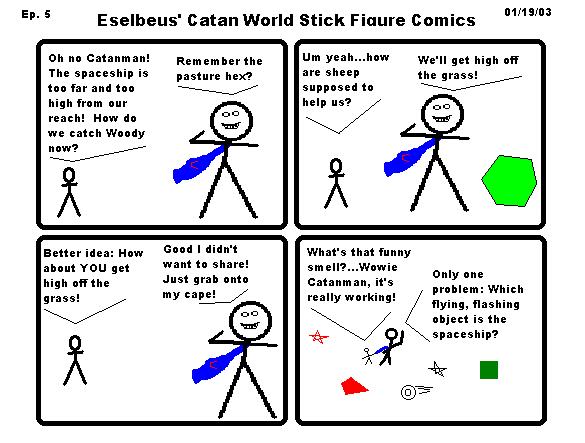 Ep. 5
Eselbeus' Catan World Stick Figure Comics
01/19/03
Oh no Catanman!
The spaceship is
too far and too
high from our
reach! How do
we catch Woody
now?
Remember the
pasture hex?
Um yeah...how
are sheep
supposed to
help us?
We'll get high off
the grass!
Better idea: How
about YOU get
high off the
grass!
Good I didn't
want to share!
Just grab onto
my cape!
What's that funny
smell?...Wowie
Catanman, it's
really working!
Only one
problem: Which
flying, flashing
object is the
spaceship?